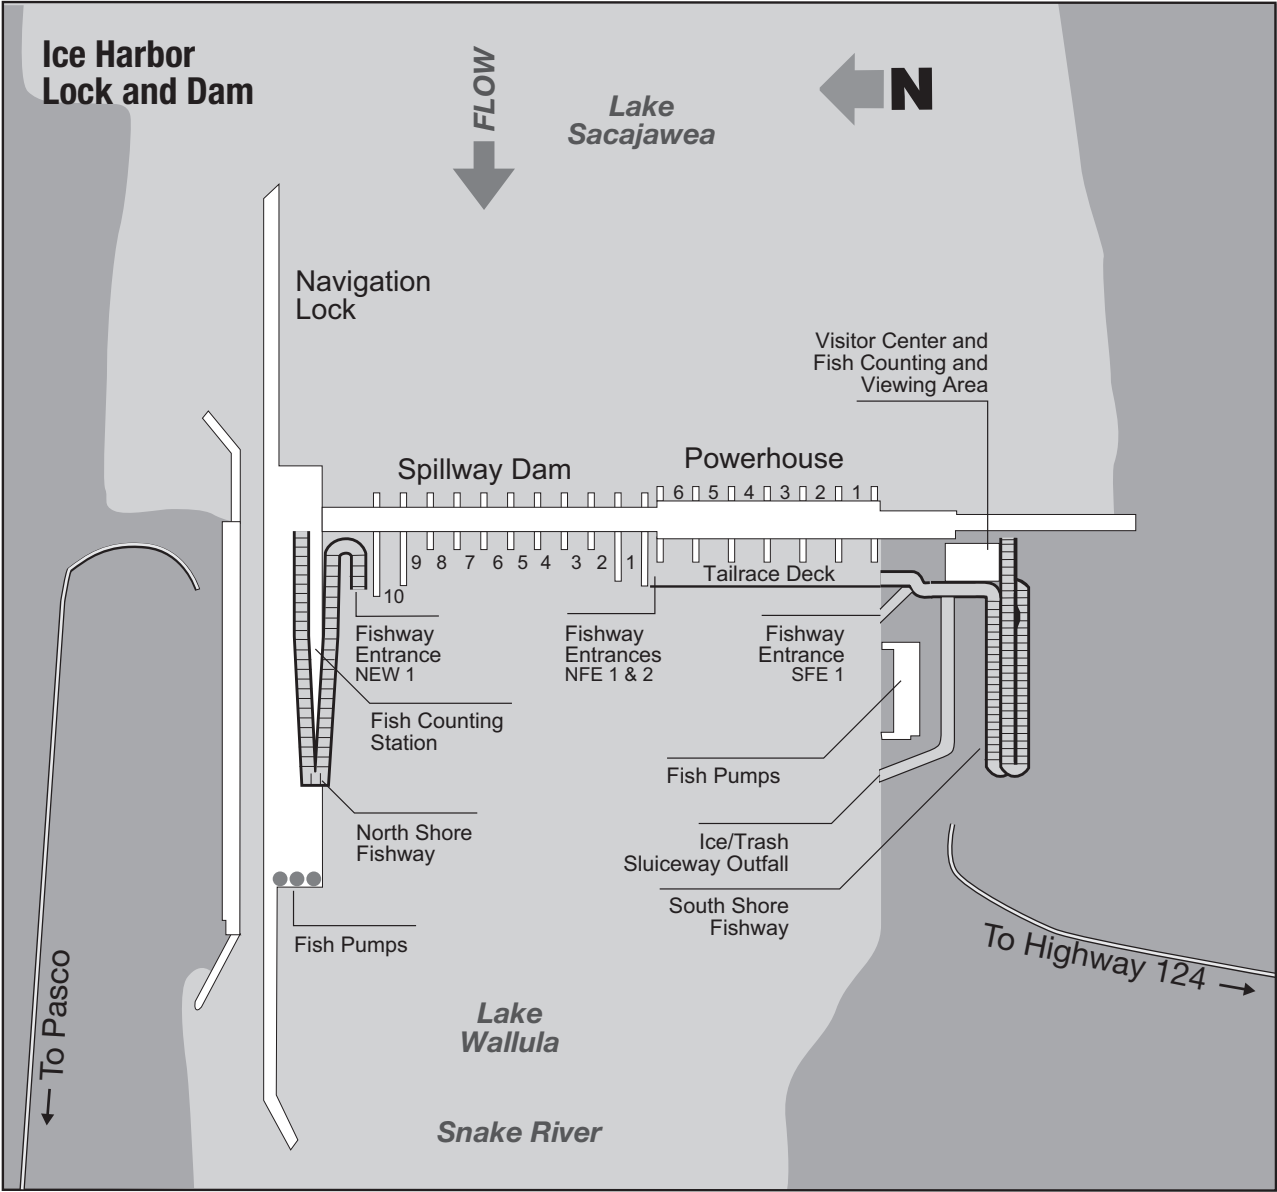 Ice Harbor
Lock and Dam
FLOW
Lake
Sacajawea
N
Navigation
Lock
Visitor Center and
Fish Counting and
Viewing Area
Spillway Dam
Powerhouse
6 5 4 3 2 1
10 9 8 7 6 5 4 3 2 1
Tailrace Deck
Fishway
Entrance
NEW 1
Fishway
Entrances
NFE 1 & 2
Fishway
Entrance
SFE 1
Fish Counting
Station
Fish Pumps
North Shore
Fishway
Ice/Trash
Sluiceway Outfall
South Shore
Fishway
Fish Pumps
To Highway 124
To Pasco
Lake
Wallula
Snake River